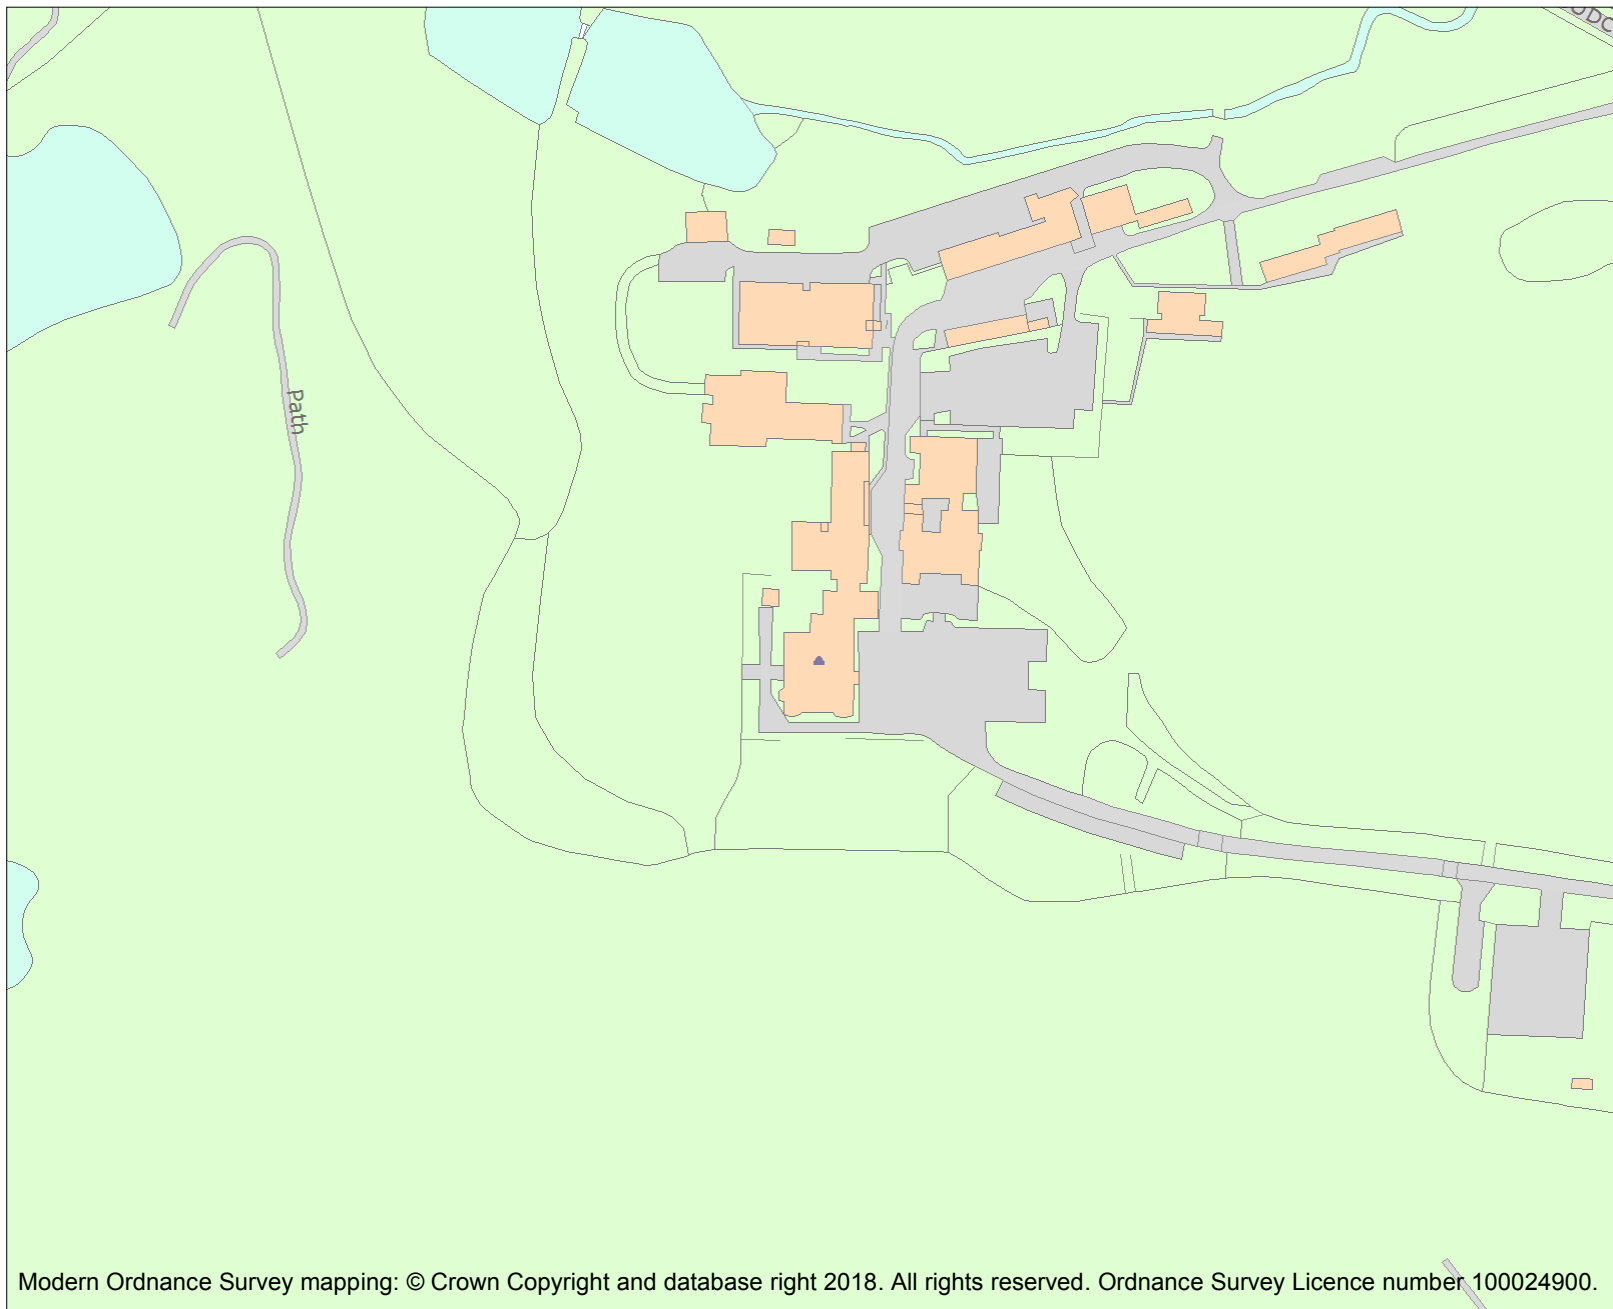 Path
Modern Ordnance Survey mapping: © Crown Copyright and database right 2018. All rights reserved. Ordnance Survey Licence number 100024900.